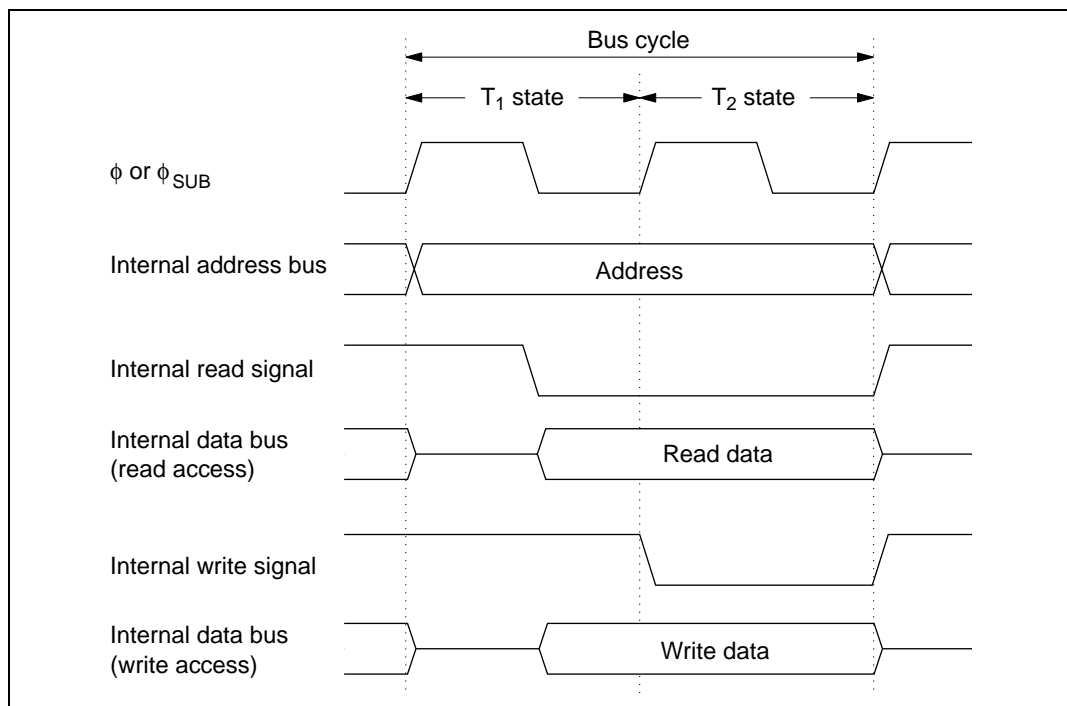 Bus cycle
T₁ state
T₂ state
ϕ or ϕSUB
Internal address bus
Address
Internal read signal
Internal data bus
(read access)
Read data
Internal write signal
Internal data bus
(write access)
Write data